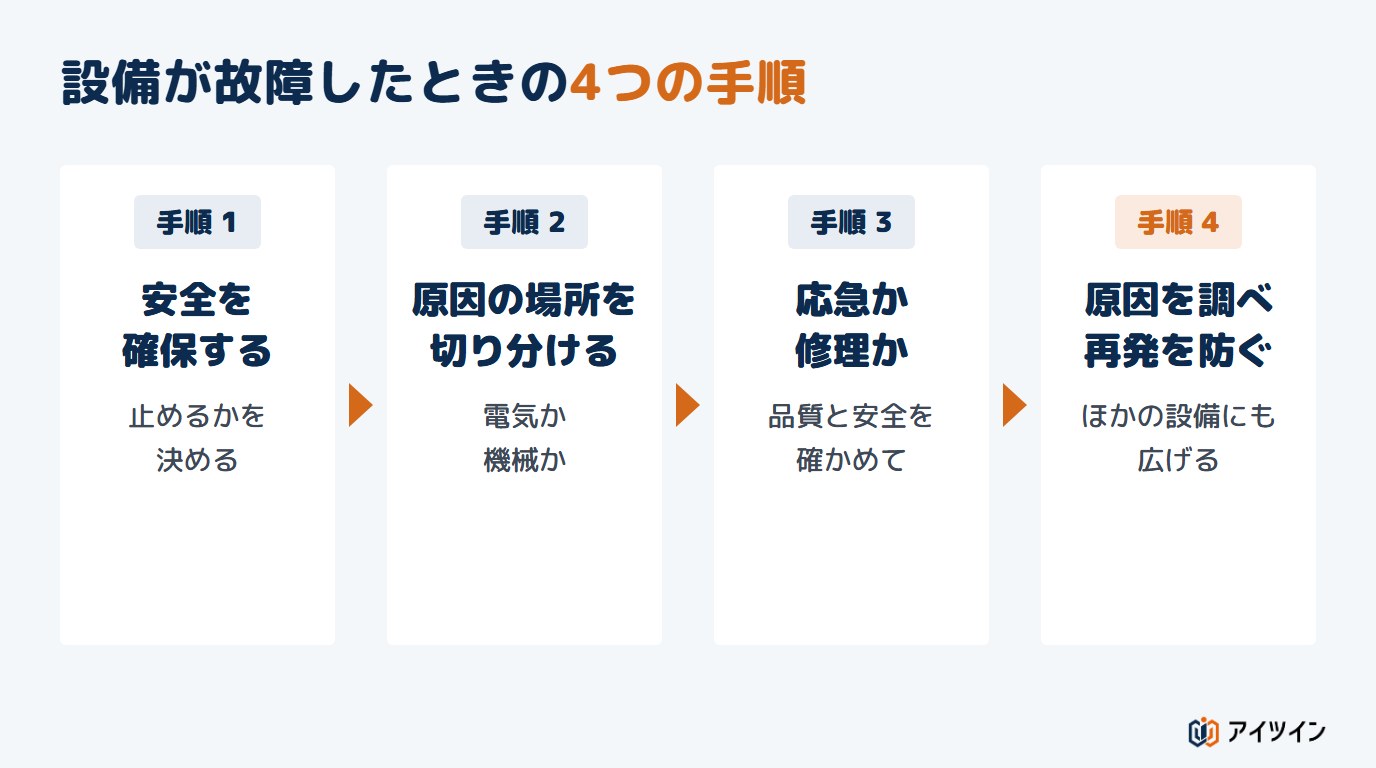 設備が故障したときの4つの手順
手順 1
安全を
確保する
止めるかを
決める
手順 2
原因の場所を
切り分ける
電気か
機械か
手順 3
応急か
修理か
品質と安全を
確かめて
手順 4
原因を調べ
再発を防ぐ
ほかの設備にも
広げる
アイツイン